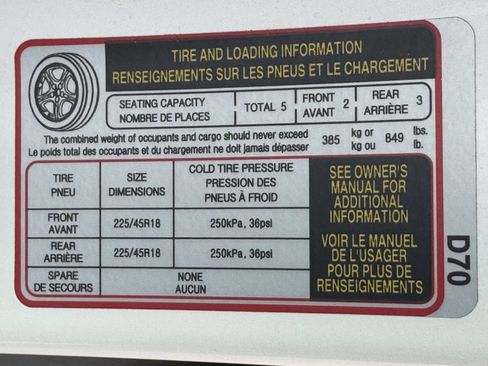 TIRE AND LOADING INFORMATION
RENSEIGNEMENTS SUR LES PNEUS ET LE CHARGEMENT
SEATING CAPACITY
NOMBRE DE PLACES
TOTAL 5
FRONT
AVANT 2
REAR
ARRIÈRE 3
The combined weight of occupants and cargo should never exceed
Le poids total des occupants et du chargement ne doit jamais dépasser
385 kg or 849 lbs.
kg ou lb.
TIRE
PNEU
SIZE
DIMENSIONS
COLD TIRE PRESSURE
PRESSION DES
PNEUS À FROID
FRONT
AVANT
225/45R18
250kPa, 36psi
REAR
ARRIÈRE
225/45R18
250kPa, 36psi
SPARE
DE SECOURS
NONE
AUCUN
SEE OWNER'S
MANUAL FOR
ADDITIONAL
INFORMATION
VOIR LE MANUEL
DE L'USAGER
POUR PLUS DE
RENSEIGNEMENTS
D70